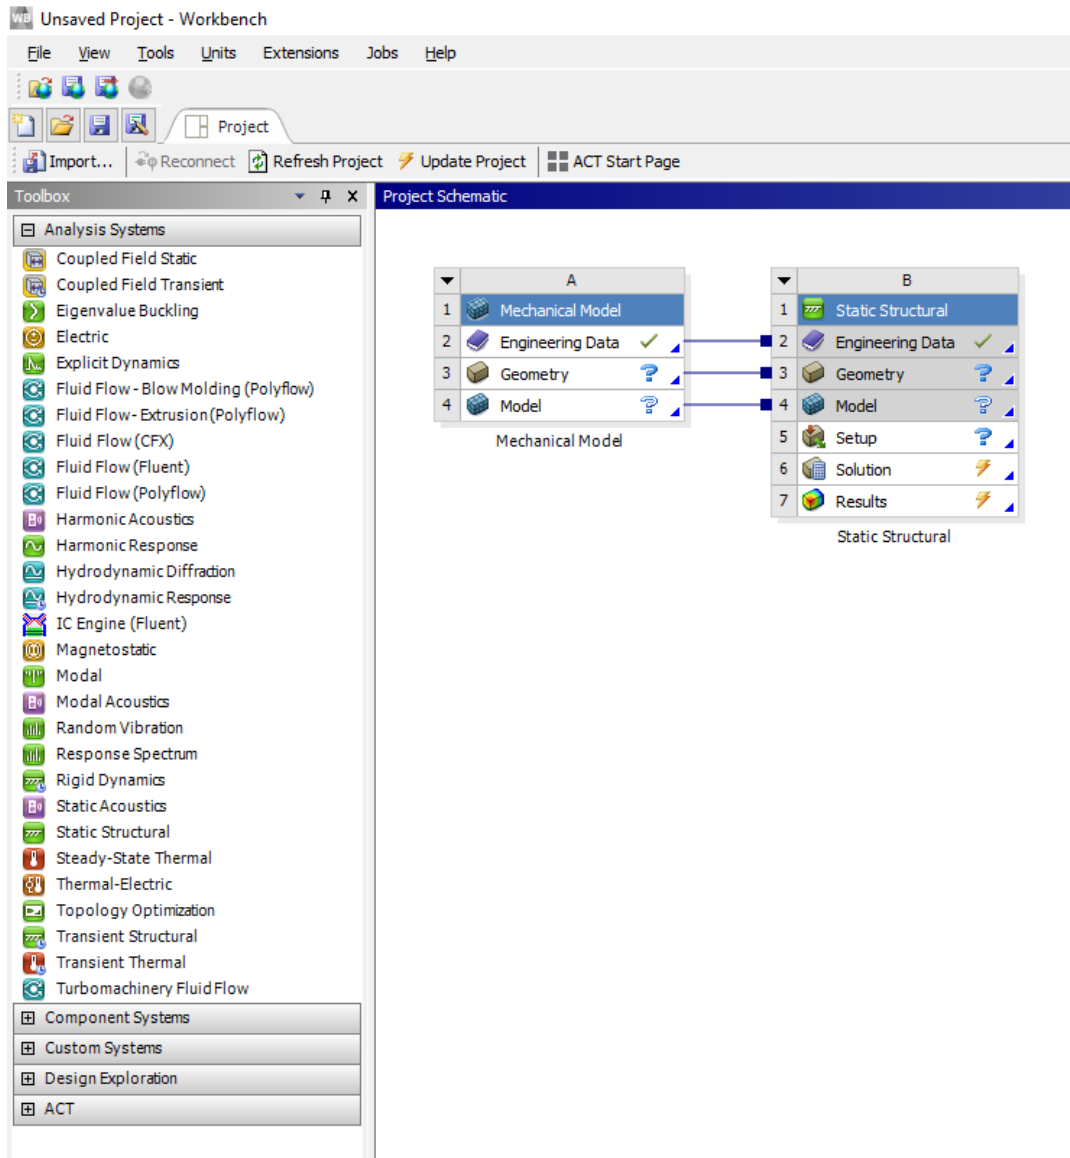 WB Unsaved Project - Workbench
File View Tools Units Extensions Jobs Help
Project
Import... Reconnect Refresh Project Update Project ACT Start Page
Toolbox
Analysis Systems
Coupled Field Static
Coupled Field Transient
Eigenvalue Buckling
Electric
Explicit Dynamics
Fluid Flow - Blow Molding (Polyflow)
Fluid Flow- Extrusion (Polyflow)
Fluid Flow (CFX)
Fluid Flow (Fluent)
Fluid Flow (Polyflow)
Harmonic Acoustics
Harmonic Response
Hydrodynamic Diffraction
Hydrodynamic Response
IC Engine (Fluent)
Magnetostatic
Modal
Modal Acoustics
Random Vibration
Response Spectrum
Rigid Dynamics
Static Acoustics
Static Structural
Steady-State Thermal
Thermal-Electric
Topology Optimization
Transient Structural
Transient Thermal
Turbomachinery Fluid Flow
Component Systems
Custom Systems
Design Exploration
ACT
Project Schematic
A
1 Mechanical Model
2 Engineering Data
3 Geometry ?
4 Model ?
Mechanical Model
B
1 Static Structural
2 Engineering Data
3 Geometry ?
4 Model ?
5 Setup ?
6 Solution
7 Results
Static Structural